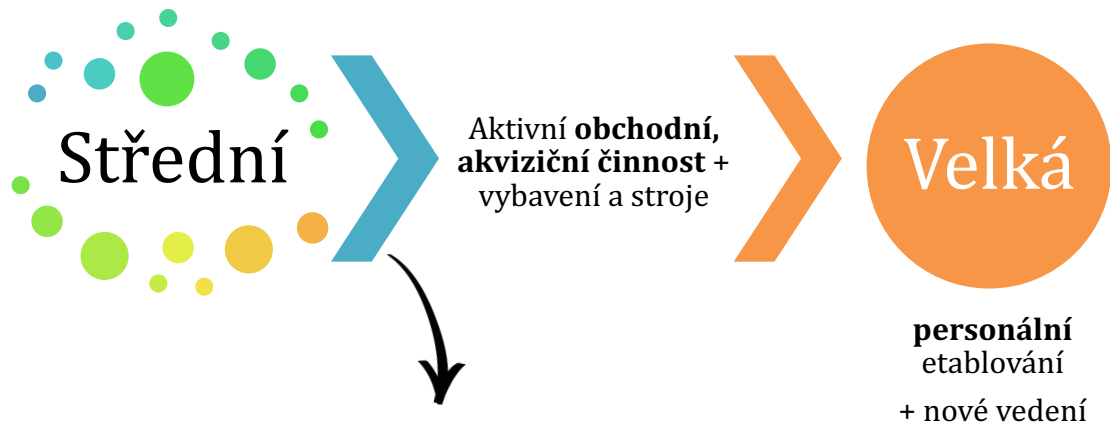 Střední
Aktivní obchodní,
akviziční činnost +
vybavení a stroje
Velká
personální
etablování
+ nové vedení